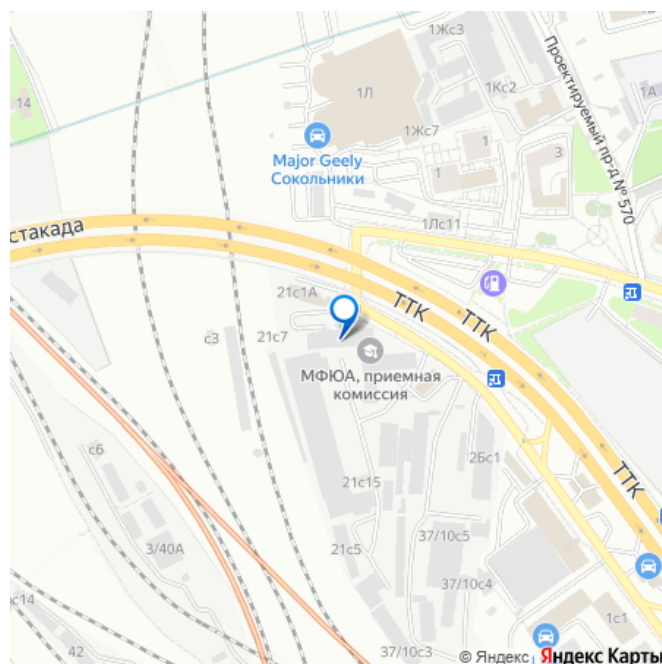 1Жс3
14
1Л
1Кс2
Проектируемый пр-д № 570
1А
1Жс7
Major Geely
Сокольники
1
3
1
1Лс11
стакада
21с1А
ТТК
ТТК
с3
21с7
МФЮА, приемная
комиссия
с6
2Бс1
ТТК
21с15
3/40А
21с5
37/10с5
37/10с4
с14
1с1
42
37/10с3
© Яндекс Яндекс Карты